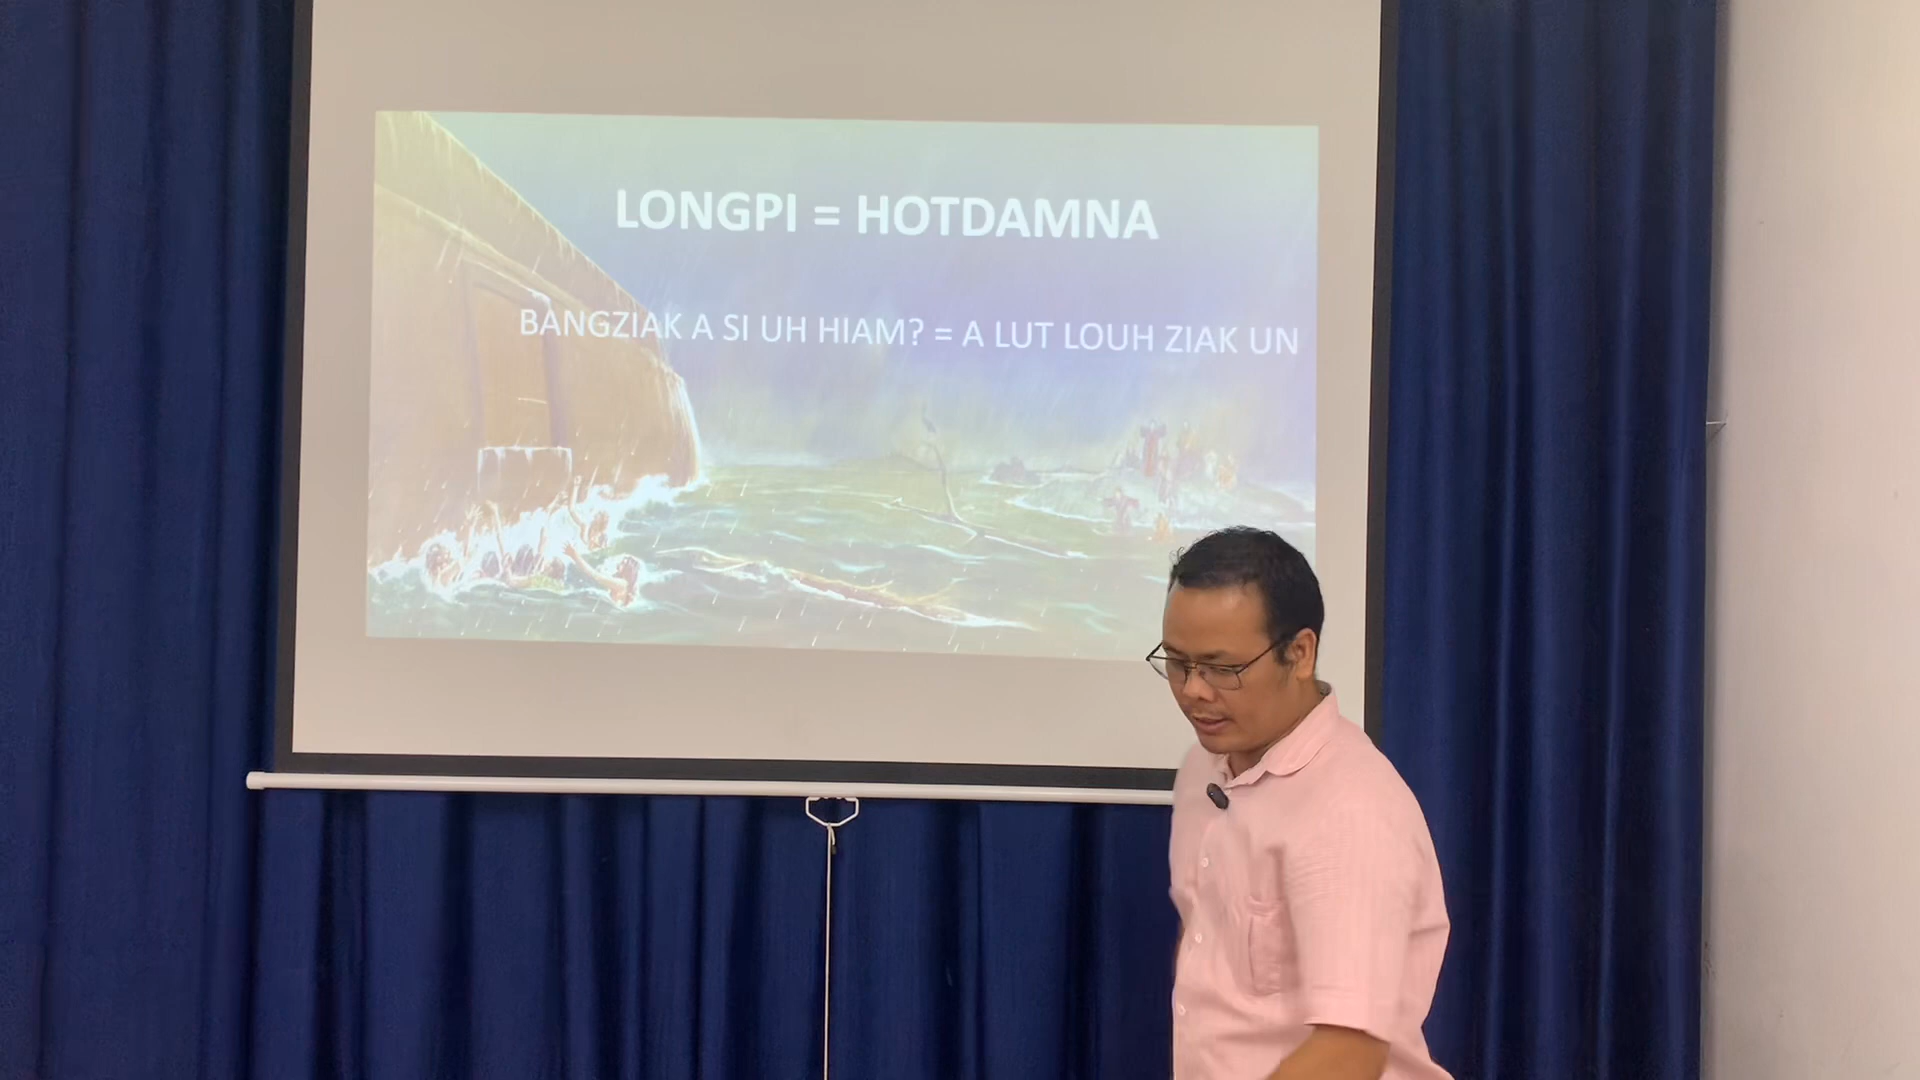 LONGPI = HOTDAMNA
BANGZIAK A SI UH HIAM? = A LUT LOUH ZIAK UN